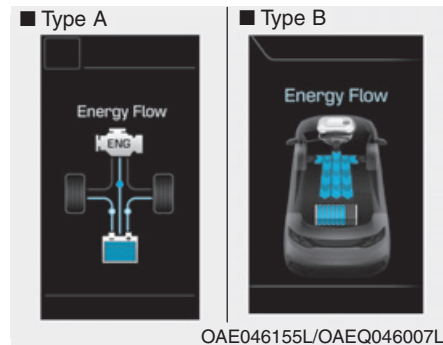 ■ Type A
■ Type B
Energy Flow
ENG
Energy Flow
OAE046155L/OAEQ046007L